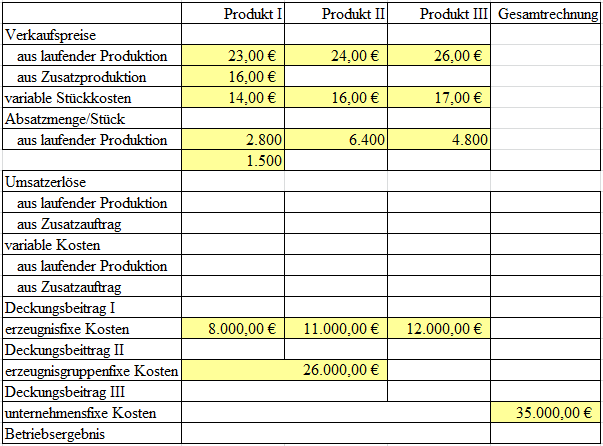 Produkt I Produkt II Produkt III Gesamtrechnung
Verkaufspreise
aus laufender Produktion 23,00 € 24,00 € 26,00 €
aus Zusatzproduktion 16,00 €
variable Stückkosten 14,00 € 16,00 € 17,00 €
Absatzmenge/Stück
aus laufender Produktion 2.800 6.400 4.800
1.500
Umsatzerlöse
aus laufender Produktion
aus Zusatzauftrag
variable Kosten
aus laufender Produktion
aus Zusatzauftrag
Deckungsbeitrag I
erzeugnisfixe Kosten 8.000,00 € 11.000,00 € 12.000,00 €
Deckungsbeittrag II
erzeugnisgruppenfixe Kosten 26.000,00 €
Deckungsbeitrag III
unternehmensfixe Kosten 35.000,00 €
Betriebsergebnis